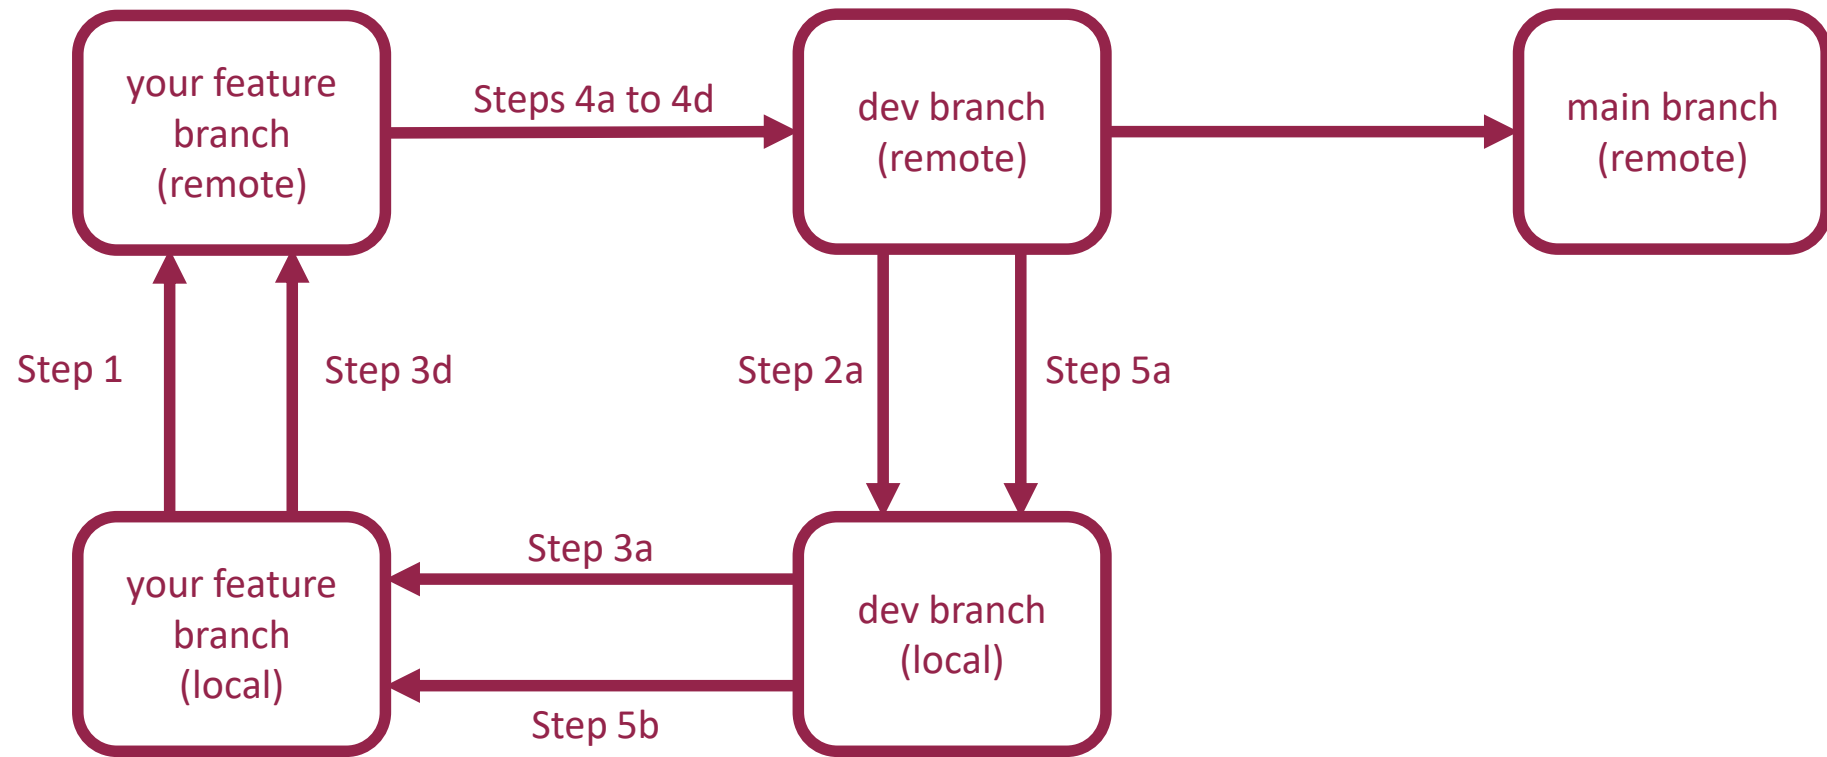 your feature
branch
(remote)
Steps 4a to 4d
dev branch
(remote)
main branch
(remote)
Step 1
Step 3d
Step 2a
Step 5a
your feature
branch
(local)
Step 3a
Step 5b
dev branch
(local)